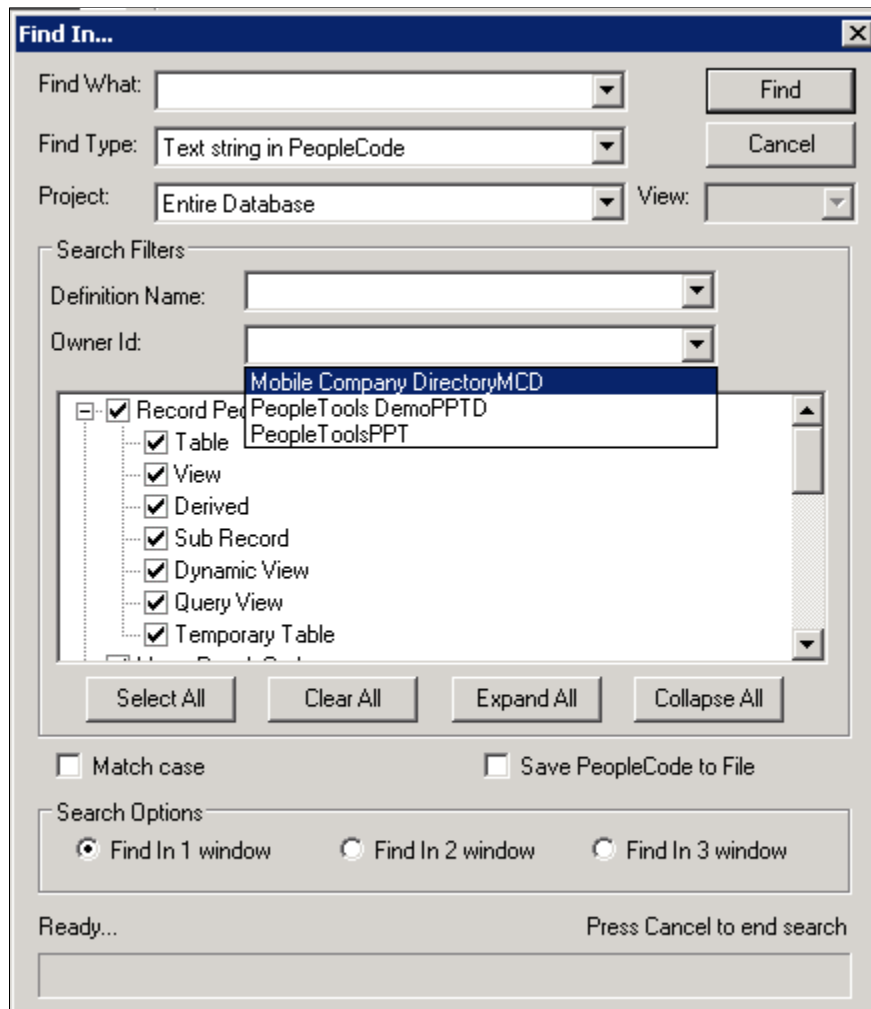 Find In...
Find What:
Find
Find Type: Text string in PeopleCode
Cancel
Project: Entire Database
View:
Search Filters
Definition Name:
Owner Id:
Mobile Company DirectoryMCD
PeopleTools DemoPPTD
PeopleToolsPPT
Record
Table
View
Derived
Sub Record
Dynamic View
Query View
Temporary Table
Select All Clear All Expand All Collapse All
Match case Save PeopleCode to File
Search Options
Find In 1 window Find In 2 window Find In 3 window
Ready... Press Cancel to end search